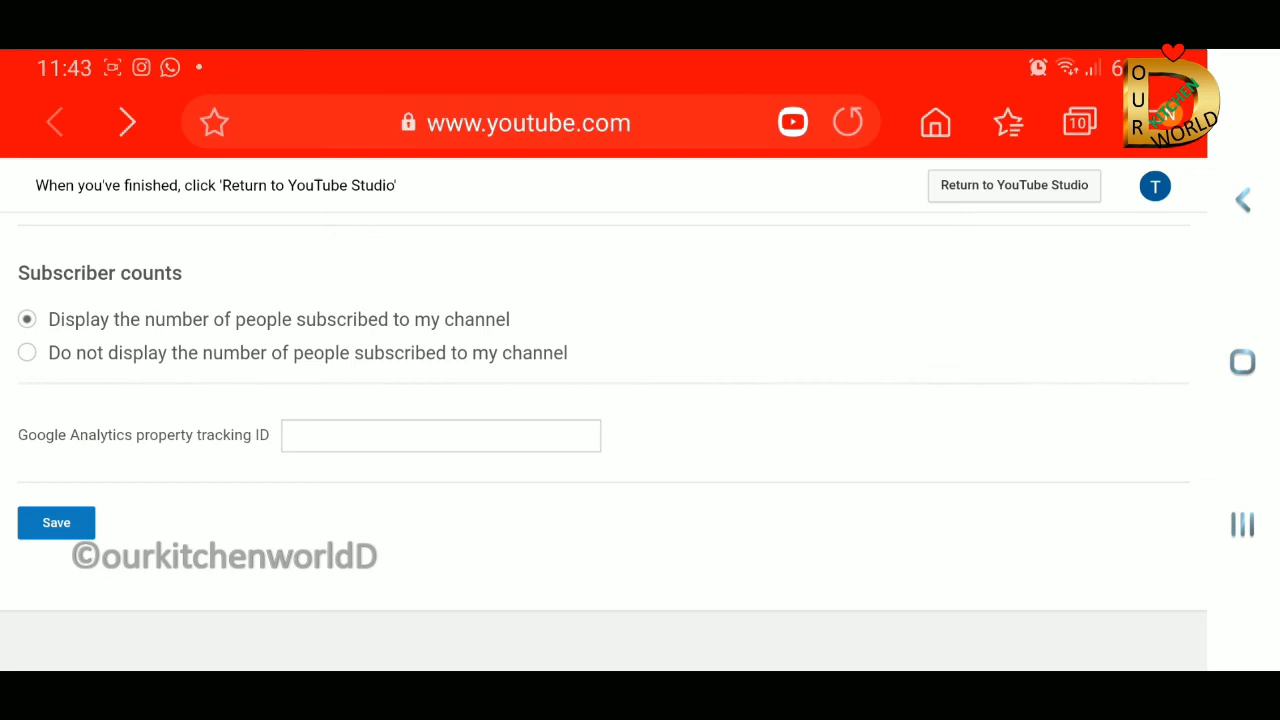 11:43
6
www.youtube.com
10
N
OUR
KITCHEN
WORLD
When you've finished, click 'Return to YouTube Studio'
Return to YouTube Studio
T
Subscriber counts
Display the number of people subscribed to my channel
Do not display the number of people subscribed to my channel
Google Analytics property tracking ID
Save
©ourkitchenworldD